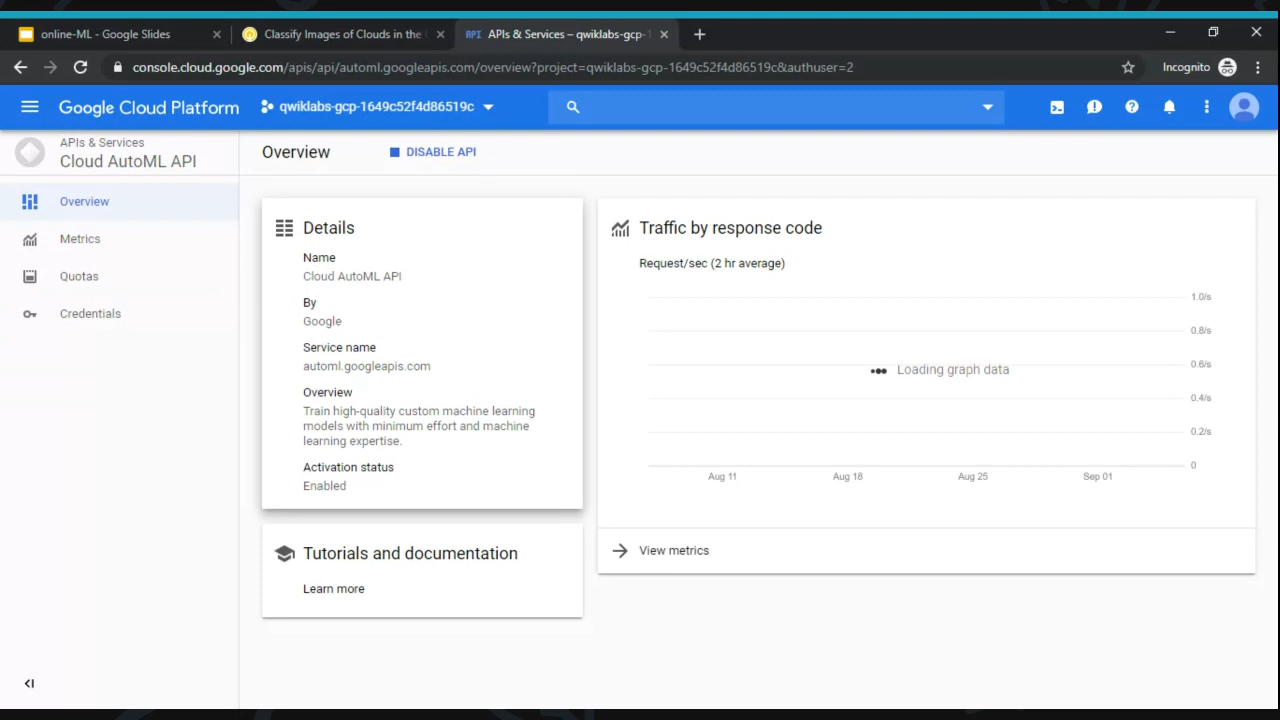 online-ML - Google Slides
Classify Images of Clouds in the
API APIs & Services – qwiklabs-gcp-1
console.cloud.google.com/apis/api/automl.googleapis.com/overview?project=qwiklabs-gcp-1649c52f4d86519c&authuser=2
Incognito
Google Cloud Platform
qwiklabs-gcp-1649c52f4d86519c
APIs & Services
Cloud AutoML API
Overview
DISABLE API
Overview
Metrics
Quotas
Credentials
Details
Name
Cloud AutoML API
By
Google
Service name
automl.googleapis.com
Overview
Train high-quality custom machine learning
models with minimum effort and machine
learning expertise.
Activation status
Enabled
Tutorials and documentation
Learn more
Traffic by response code
Request/sec (2 hr average)
1.0/s
0.8/s
0.6/s
Loading graph data
0.4/s
0.2/s
0
Aug 11 Aug 18 Aug 25 Sep 01
View metrics